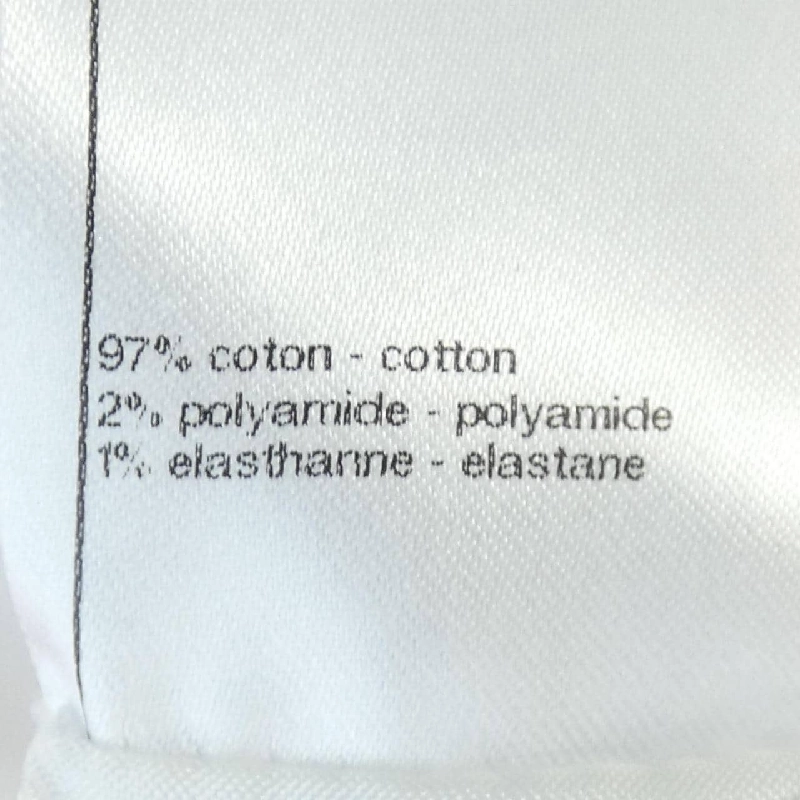 97% coton - cotton
2% polyamide - polyamide
1% elasthanne - elastane